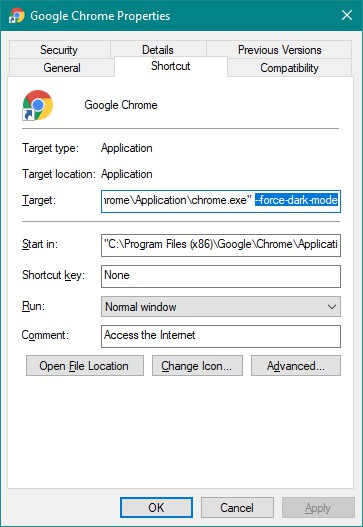 Google Chrome Properties
Security Details Previous Versions
General Shortcut Compatibility
Google Chrome
Target type: Application
Target location: Application
Target: hrome\Application\chrome.exe" --force-dark-mode
Start in: "C:\Program Files (x86)\Google\Chrome\Applicati
Shortcut key: None
Run: Normal window
Comment: Access the Internet
Open File Location Change Icon... Advanced...
OK Cancel Apply